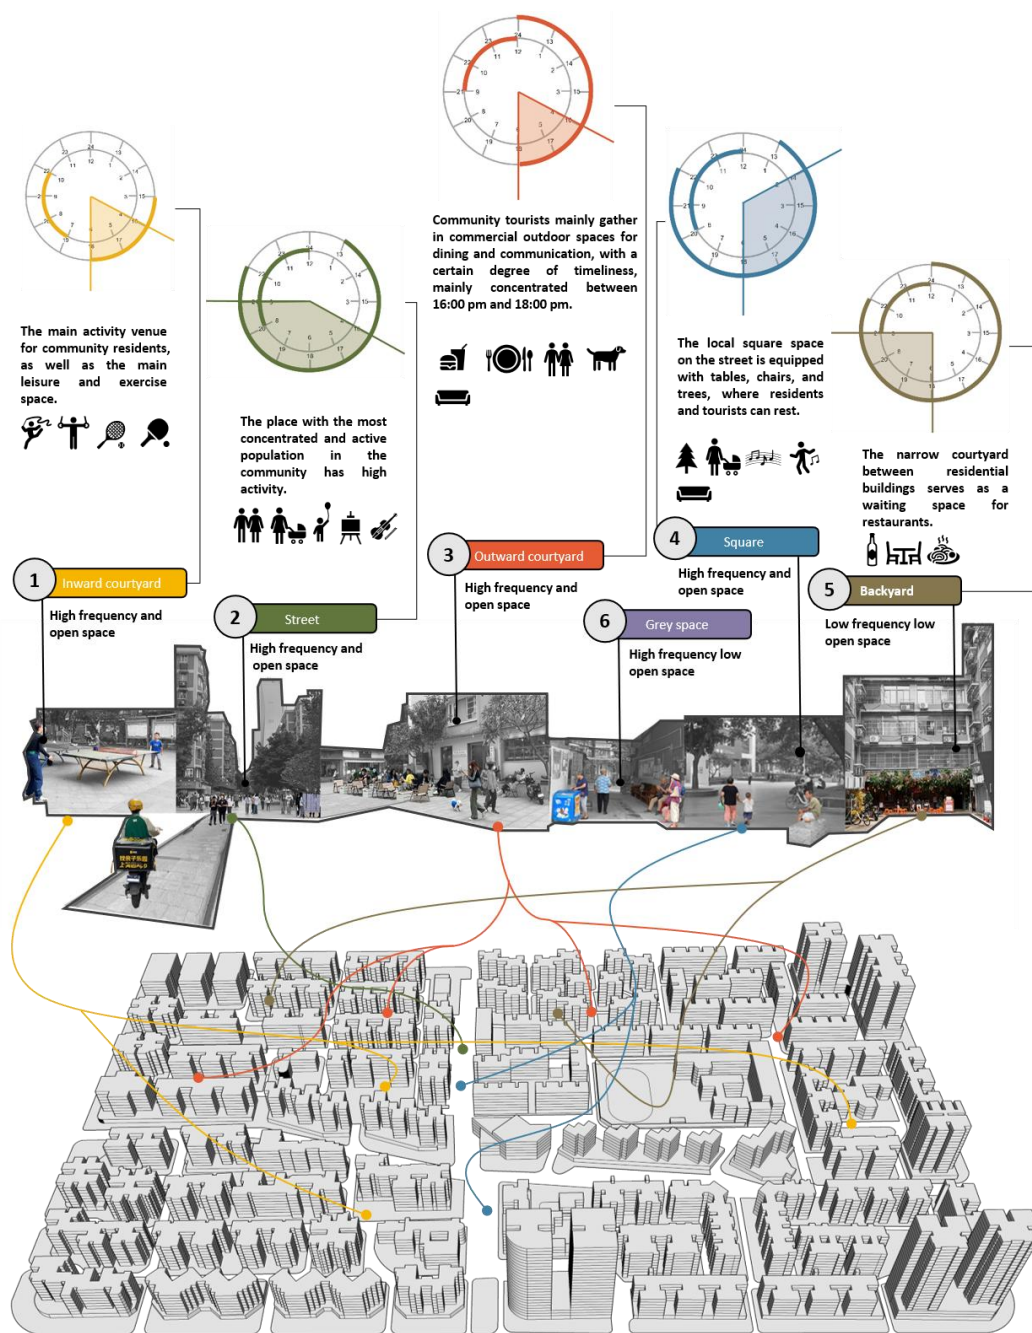 Community tourists mainly gather
in commercial outdoor spaces for
dining and communication, with a
certain degree of timeliness,
mainly concentrated between
16:00 pm and 18:00 pm.
The main activity venue
for community residents,
as well as the main
leisure and exercise
space.
The place with the most
concentrated and active
population in the
community has high
activity.
The local square space
on the street is equipped
with tables, chairs, and
trees, where residents
and tourists can rest.
The narrow courtyard
between residential
buildings serves as a
waiting space for
restaurants.
1 Inward courtyard
High frequency and
open space
2 Street
High frequency and
open space
3 Outward courtyard
High frequency and
open space
4 Square
High frequency and
open space
5 Backyard
Low frequency low
open space
6 Grey space
High frequency low
open space